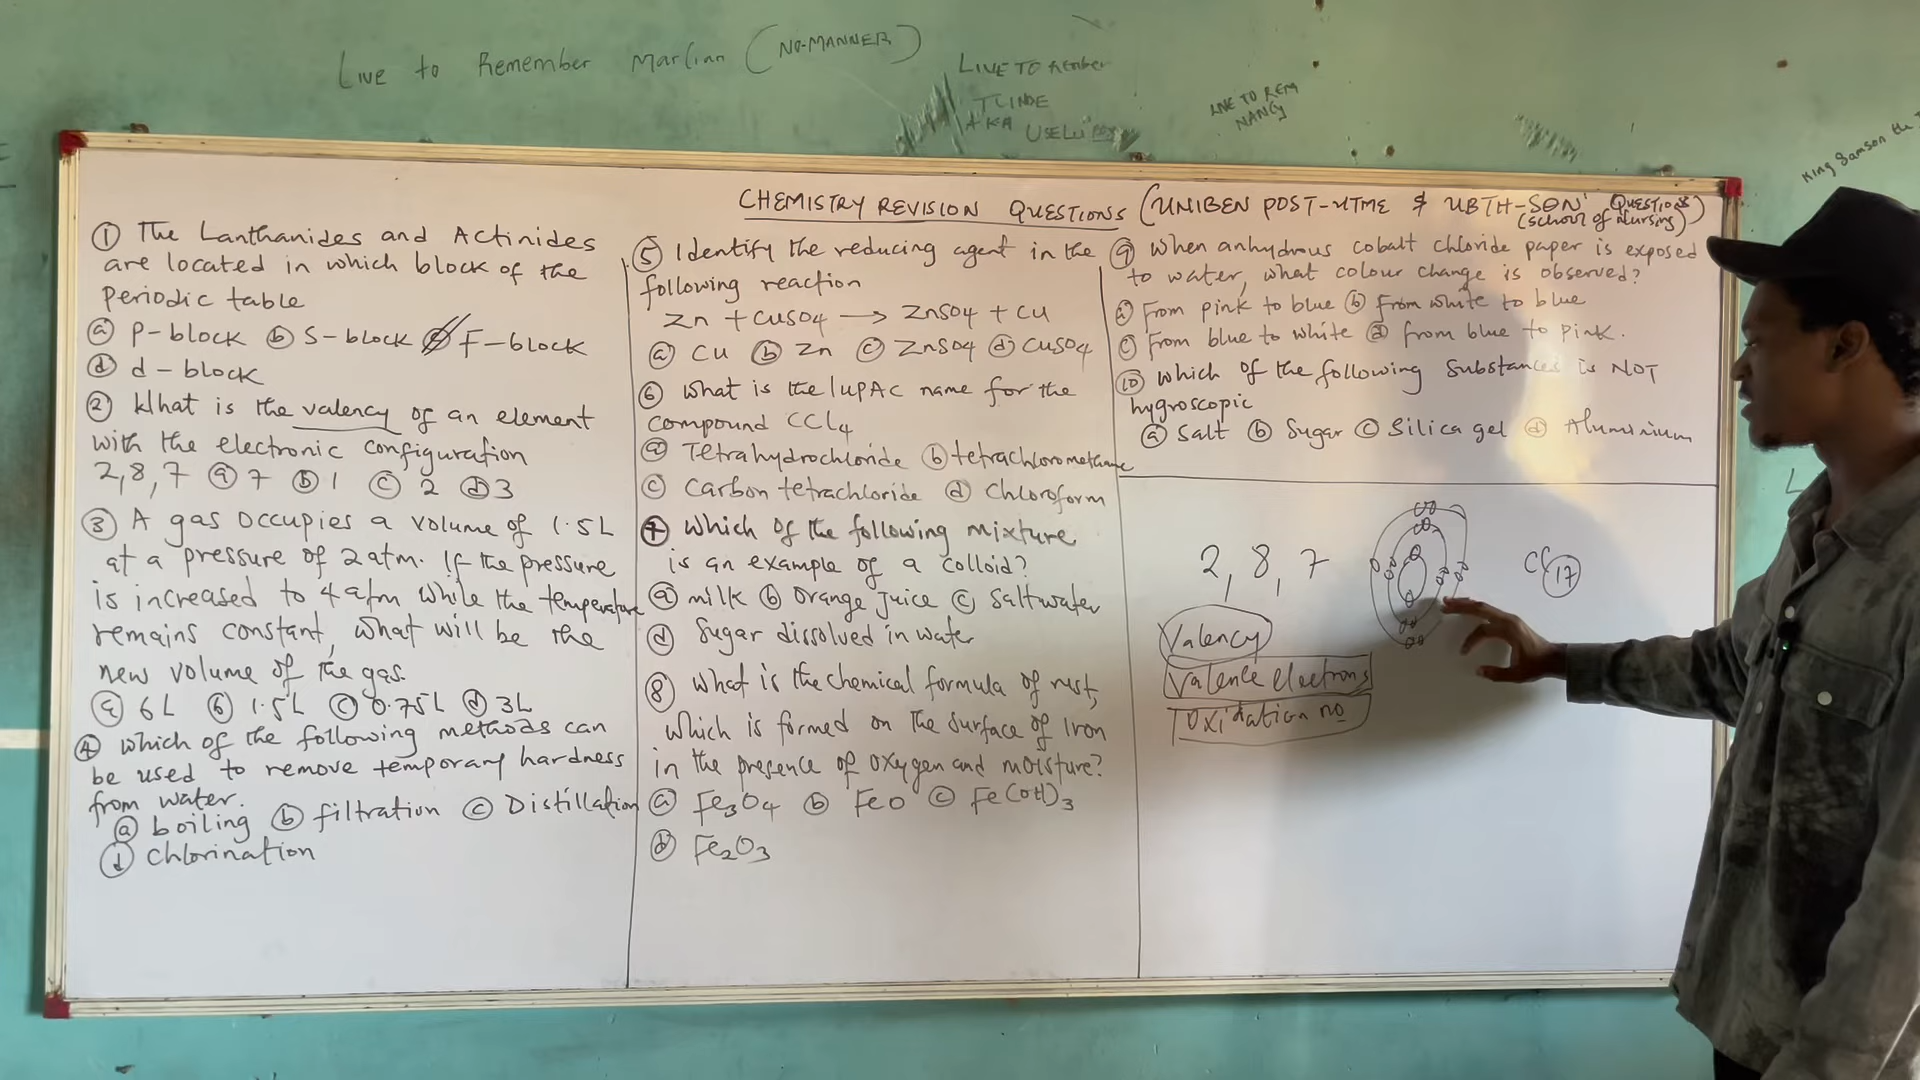 Live to Remember Marlian (NO-MANNER)
LIVE TO
TLINDE
AKA
LIVE TO REM
NANCY
King Samson the
CHEMISTRY REVISION QUESTIONS (UNIBEN POST-UTME & UBTH-SON QUESTIONS)
(School of Nursing)
① The Lanthanides and Actinides
are located in which block of the
Periodic table
ⓐ P-block ⓑ S-block ⓒ F-block
ⓓ d-block
② What is the valency of an element
with the electronic configuration
2,8,7 ⓐ 7 ⓑ 1 ⓒ 2 ⓓ 3
③ A gas occupies a volume of 1.5L
at a pressure of 2 atm. If the pressure
is increased to 4 atm while the temperature
remains constant, what will be the
new volume of the gas.
ⓐ 6L ⓑ 1.5L ⓒ 0.75L ⓓ 3L
④ which of the following methods can
be used to remove temporary hardness
from water.
ⓐ boiling ⓑ filtration ⓒ Distillation
ⓓ Chlorination
⑤ Identify the reducing agent in the
following reaction
Zn + CuSO4 → ZnSO4 + Cu
ⓐ Cu ⓑ Zn ⓒ ZnSO4 ⓓ CuSO4
⑥ What is the IUPAC name for the
compound CCl4
ⓐ Tetrahydrochloride ⓑ tetrachloromethane
ⓒ Carbon tetrachloride ⓓ Chloroform
⑦ Which of the following mixture
is an example of a colloid?
ⓐ milk ⓑ Orange Juice ⓒ Saltwater
ⓓ Sugar dissolved in water
⑧ What is the chemical formula of rust,
which is formed on the surface of Iron
in the presence of oxygen and moisture?
ⓐ Fe3O4 ⓑ FeO ⓒ Fe(OH)3
ⓓ Fe2O3
⑨ When anhydrous cobalt chloride paper is exposed
to water, what colour change is observed?
ⓐ From pink to blue ⓑ from white to blue
ⓒ From blue to white ⓓ from blue to pink.
⑩ Which of the following Substances is NOT
hygroscopic
ⓐ Salt ⓑ Sugar ⓒ Silica gel ⓓ Aluminium
2, 8, 7
Cl 17
Valency
Valence electrons
Oxidation no